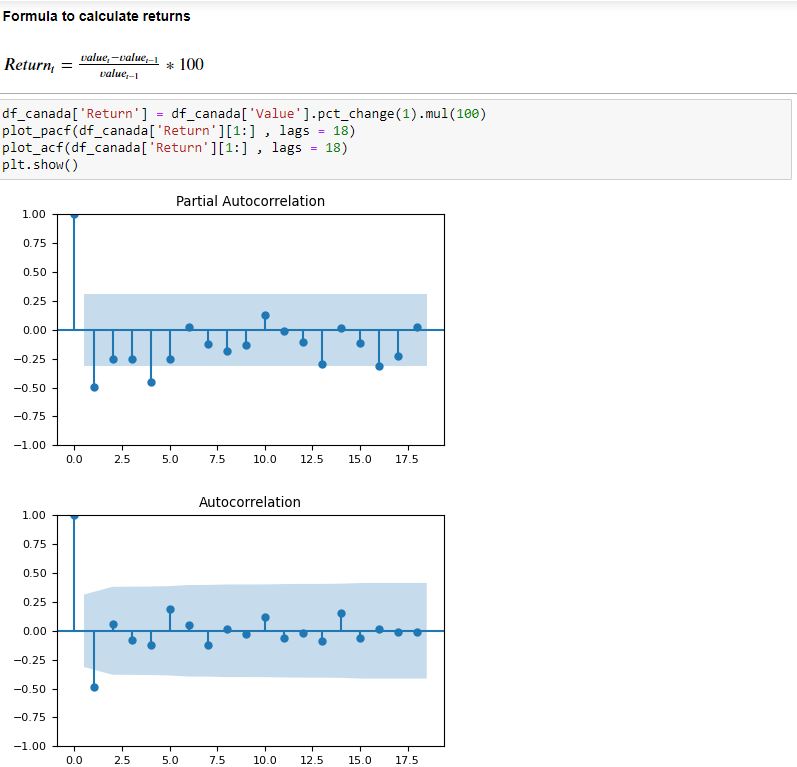 Formula to calculate returns
Return_t = (value_t−value_{t−1})/value_{t−1} * 100
df_canada['Return'] = df_canada['Value'].pct_change(1).mul(100)
plot_pacf(df_canada['Return'][1:] , lags = 18)
plot_acf(df_canada['Return'][1:] , lags = 18)
plt.show()
Partial Autocorrelation
1.00
0.75
0.50
0.25
0.00
−0.25
−0.50
−0.75
−1.00
0.0 2.5 5.0 7.5 10.0 12.5 15.0 17.5
Autocorrelation
1.00
0.75
0.50
0.25
0.00
−0.25
−0.50
−0.75
−1.00
0.0 2.5 5.0 7.5 10.0 12.5 15.0 17.5